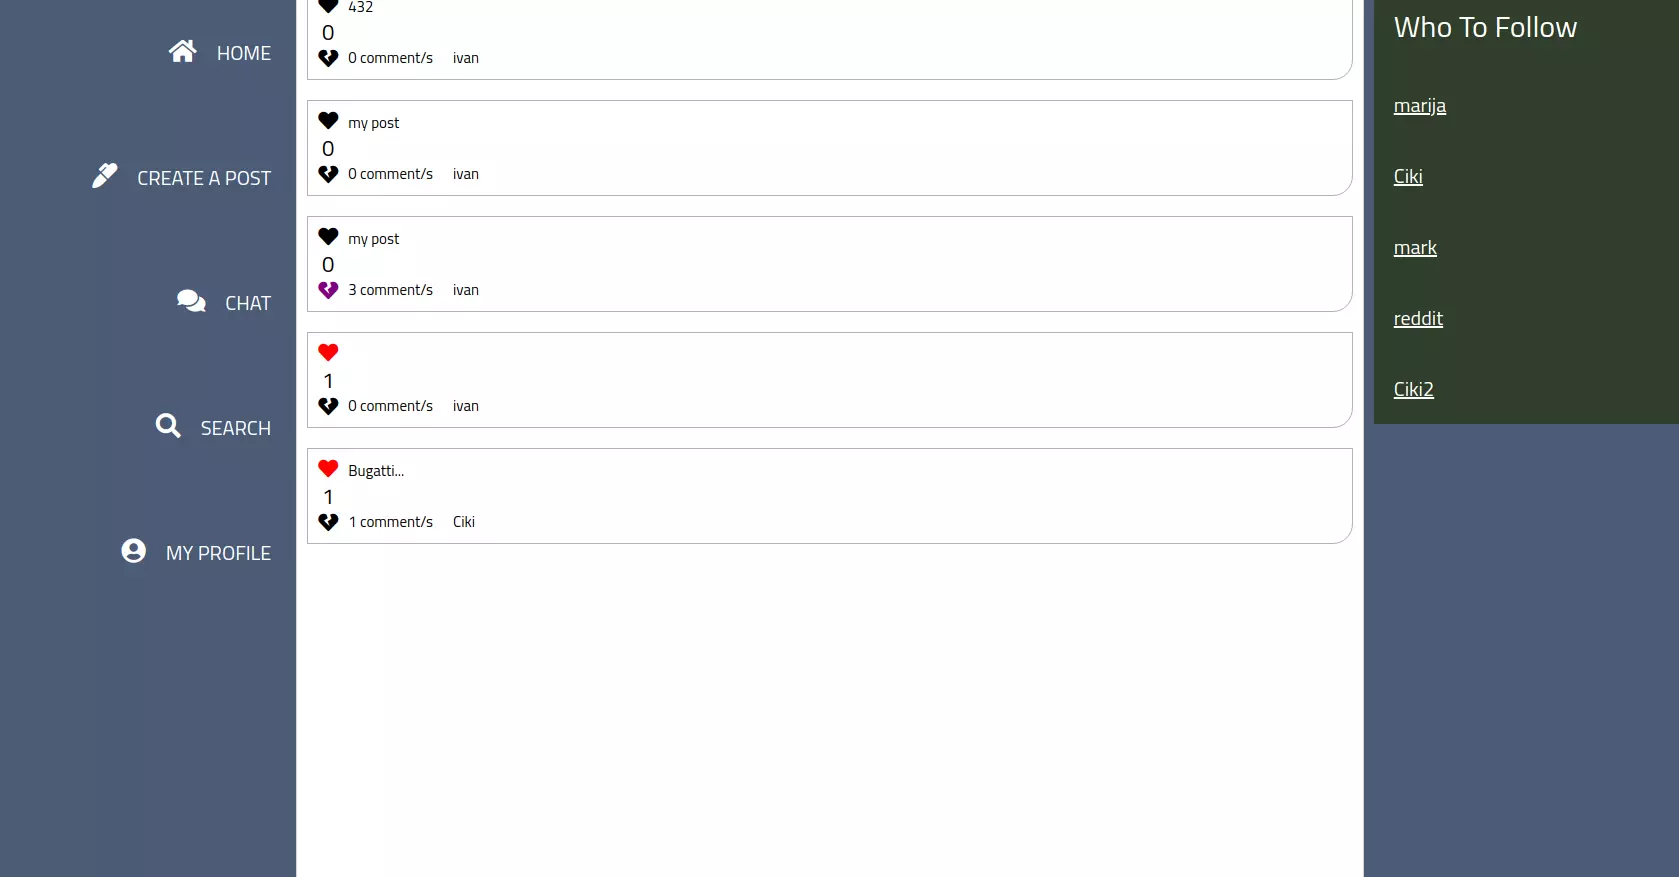 HOME
CREATE A POST
CHAT
SEARCH
MY PROFILE
432
0
0 comment/s ivan
my post
0
0 comment/s ivan
my post
0
3 comment/s ivan
1
0 comment/s ivan
Bugatti...
1
1 comment/s Ciki
Who To Follow
marija
Ciki
mark
reddit
Ciki2